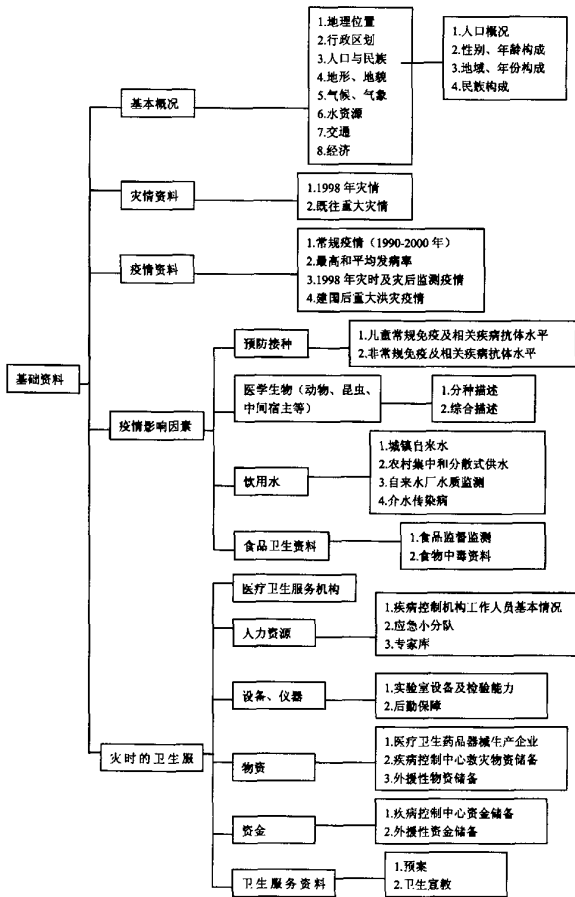 基础资料
基本概况
1.地理位置
2.行政区划
3.人口与民族
4.地形、地貌
5.气候、气象
6.水资源
7.交通
8.经济
1.人口概况
2.性别、年龄构成
3.地域、年份构成
4.民族构成
灾情资料
1.1998 年灾情
2.既往重大灾情
疫情资料
1.常规疫情（1990-2000 年）
2.最高和平均发病率
3.1998 年灾时及灾后监测疫情
4.建国后重大洪灾疫情
疫情影响因素
预防接种
1.儿童常规免疫及相关疾病抗体水平
2.非常规免疫及相关疾病抗体水平
医学生物（动物、昆虫、
中间宿主等）
1.分种描述
2.综合描述
饮用水
1.城镇自来水
2.农村集中和分散式供水
3.自来水厂水质监测
4.介水传染病
食品卫生资料
1.食品监督监测
2.食物中毒资料
灾时的卫生服
医疗卫生服务机构
人力资源
1.疾病控制机构工作人员基本情况
2.应急小分队
3.专家库
设备、仪器
1.实验室设备及检验能力
2.后勤保障
物资
1.医疗卫生药品器械生产企业
2.疾病控制中心救灾物资储备
3.外援性物资储备
资金
1.疾病控制中心资金储备
2.外援性资金储备
卫生服务资料
1.预案
2.卫生宣教